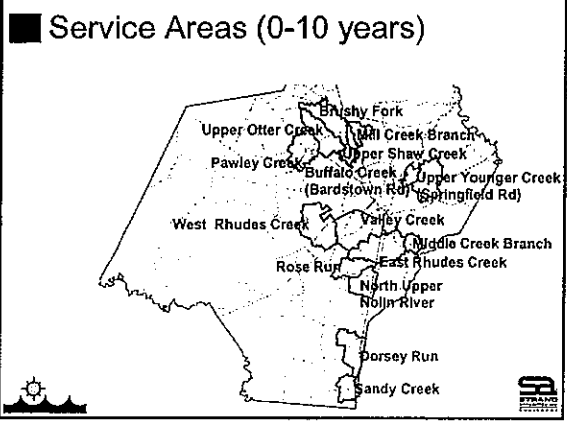 Service Areas (0-10 years)
Brushy Fork
Upper Otter Creek
Mill Creek Branch
Upper Shaw Creek
Pawley Creek
Buffalo Creek
(Bardstown Rd)
Upper Younger Creek
(Springfield Rd)
West Rhudes Creek
Valley Creek
Middle Creek Branch
Rose Run
East Rhudes Creek
North Upper
Nolin River
Dorsey Run
Sandy Creek
sa
STRAND